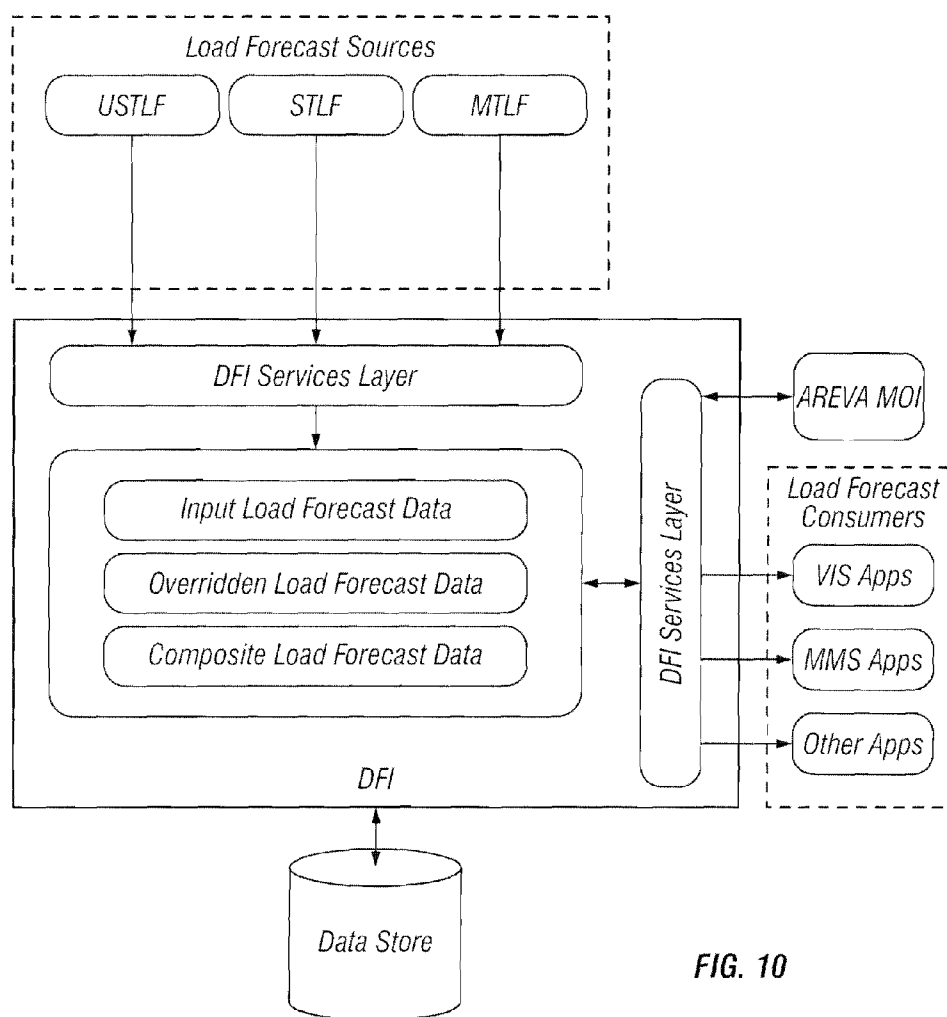 Load Forecast Sources
USTLF
STLF
MTLF
DFI Services Layer
Input Load Forecast Data
Overridden Load Forecast Data
Composite Load Forecast Data
DFI
DFI Services Layer
AREVA MOI
Load Forecast
Consumers
VIS Apps
MMS Apps
Other Apps
Data Store
FIG. 10